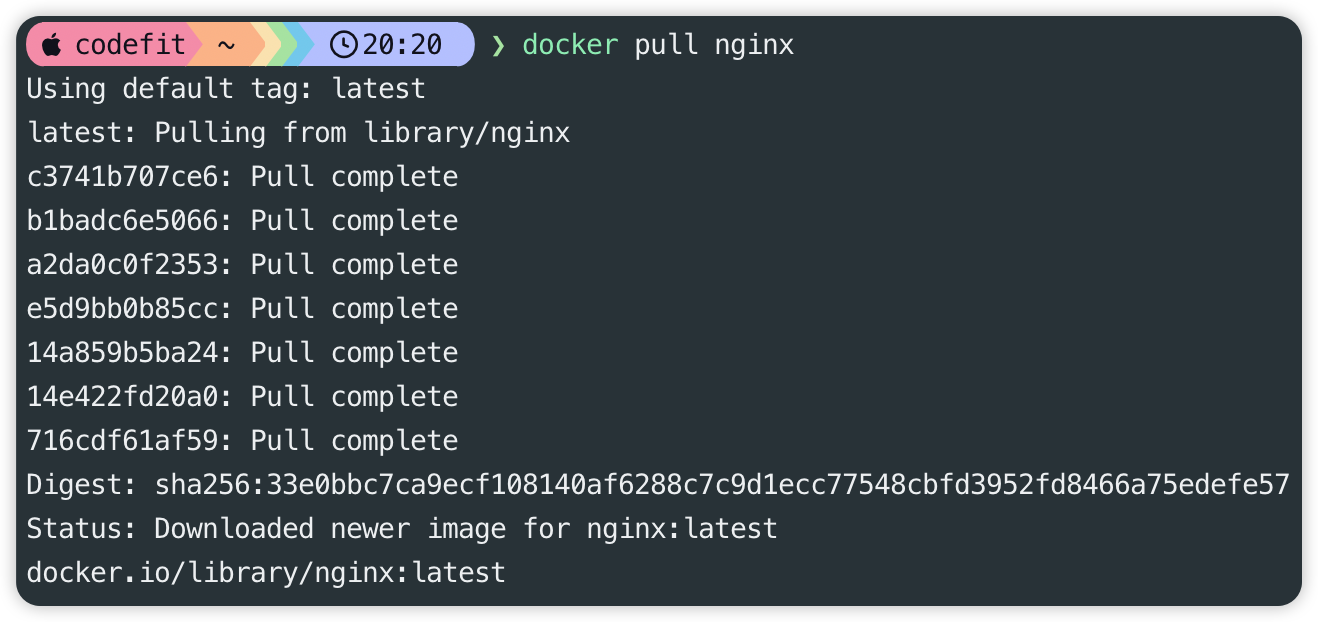 codefit ~ 20:20 ❯ docker pull nginx
Using default tag: latest
latest: Pulling from library/nginx
c3741b707ce6: Pull complete
b1badc6e5066: Pull complete
a2da0c0f2353: Pull complete
e5d9bb0b85cc: Pull complete
14a859b5ba24: Pull complete
14e422fd20a0: Pull complete
716cdf61af59: Pull complete
Digest: sha256:33e0bbc7ca9ecf108140af6288c7c9d1ecc77548cbfd3952fd8466a75edefe57
Status: Downloaded newer image for nginx:latest
docker.io/library/nginx:latest